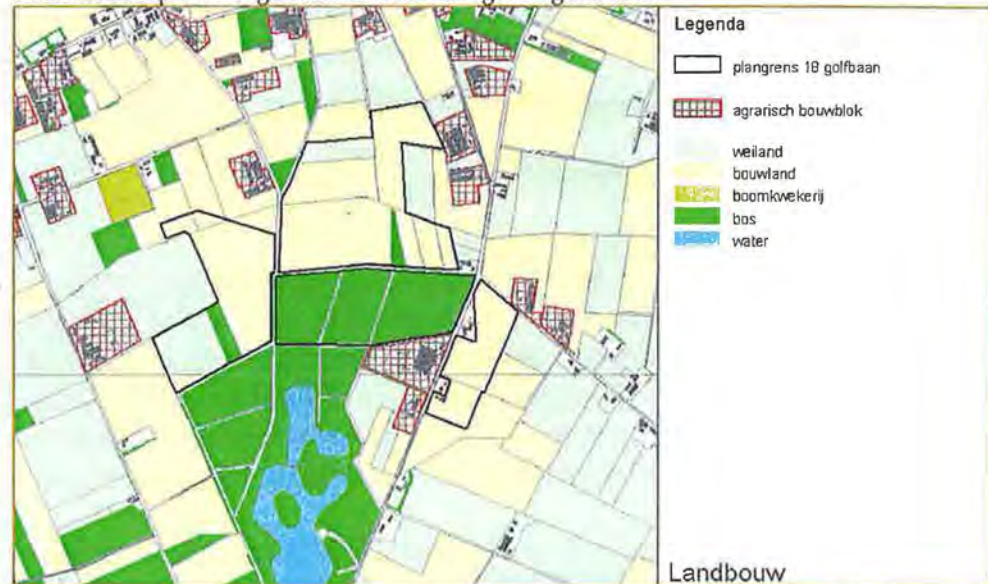 Legenda
plangrens 18 golfbaan
agrarisch bouwblok
weiland
bouwland
boomkwekerij
bos
water
Landbouw